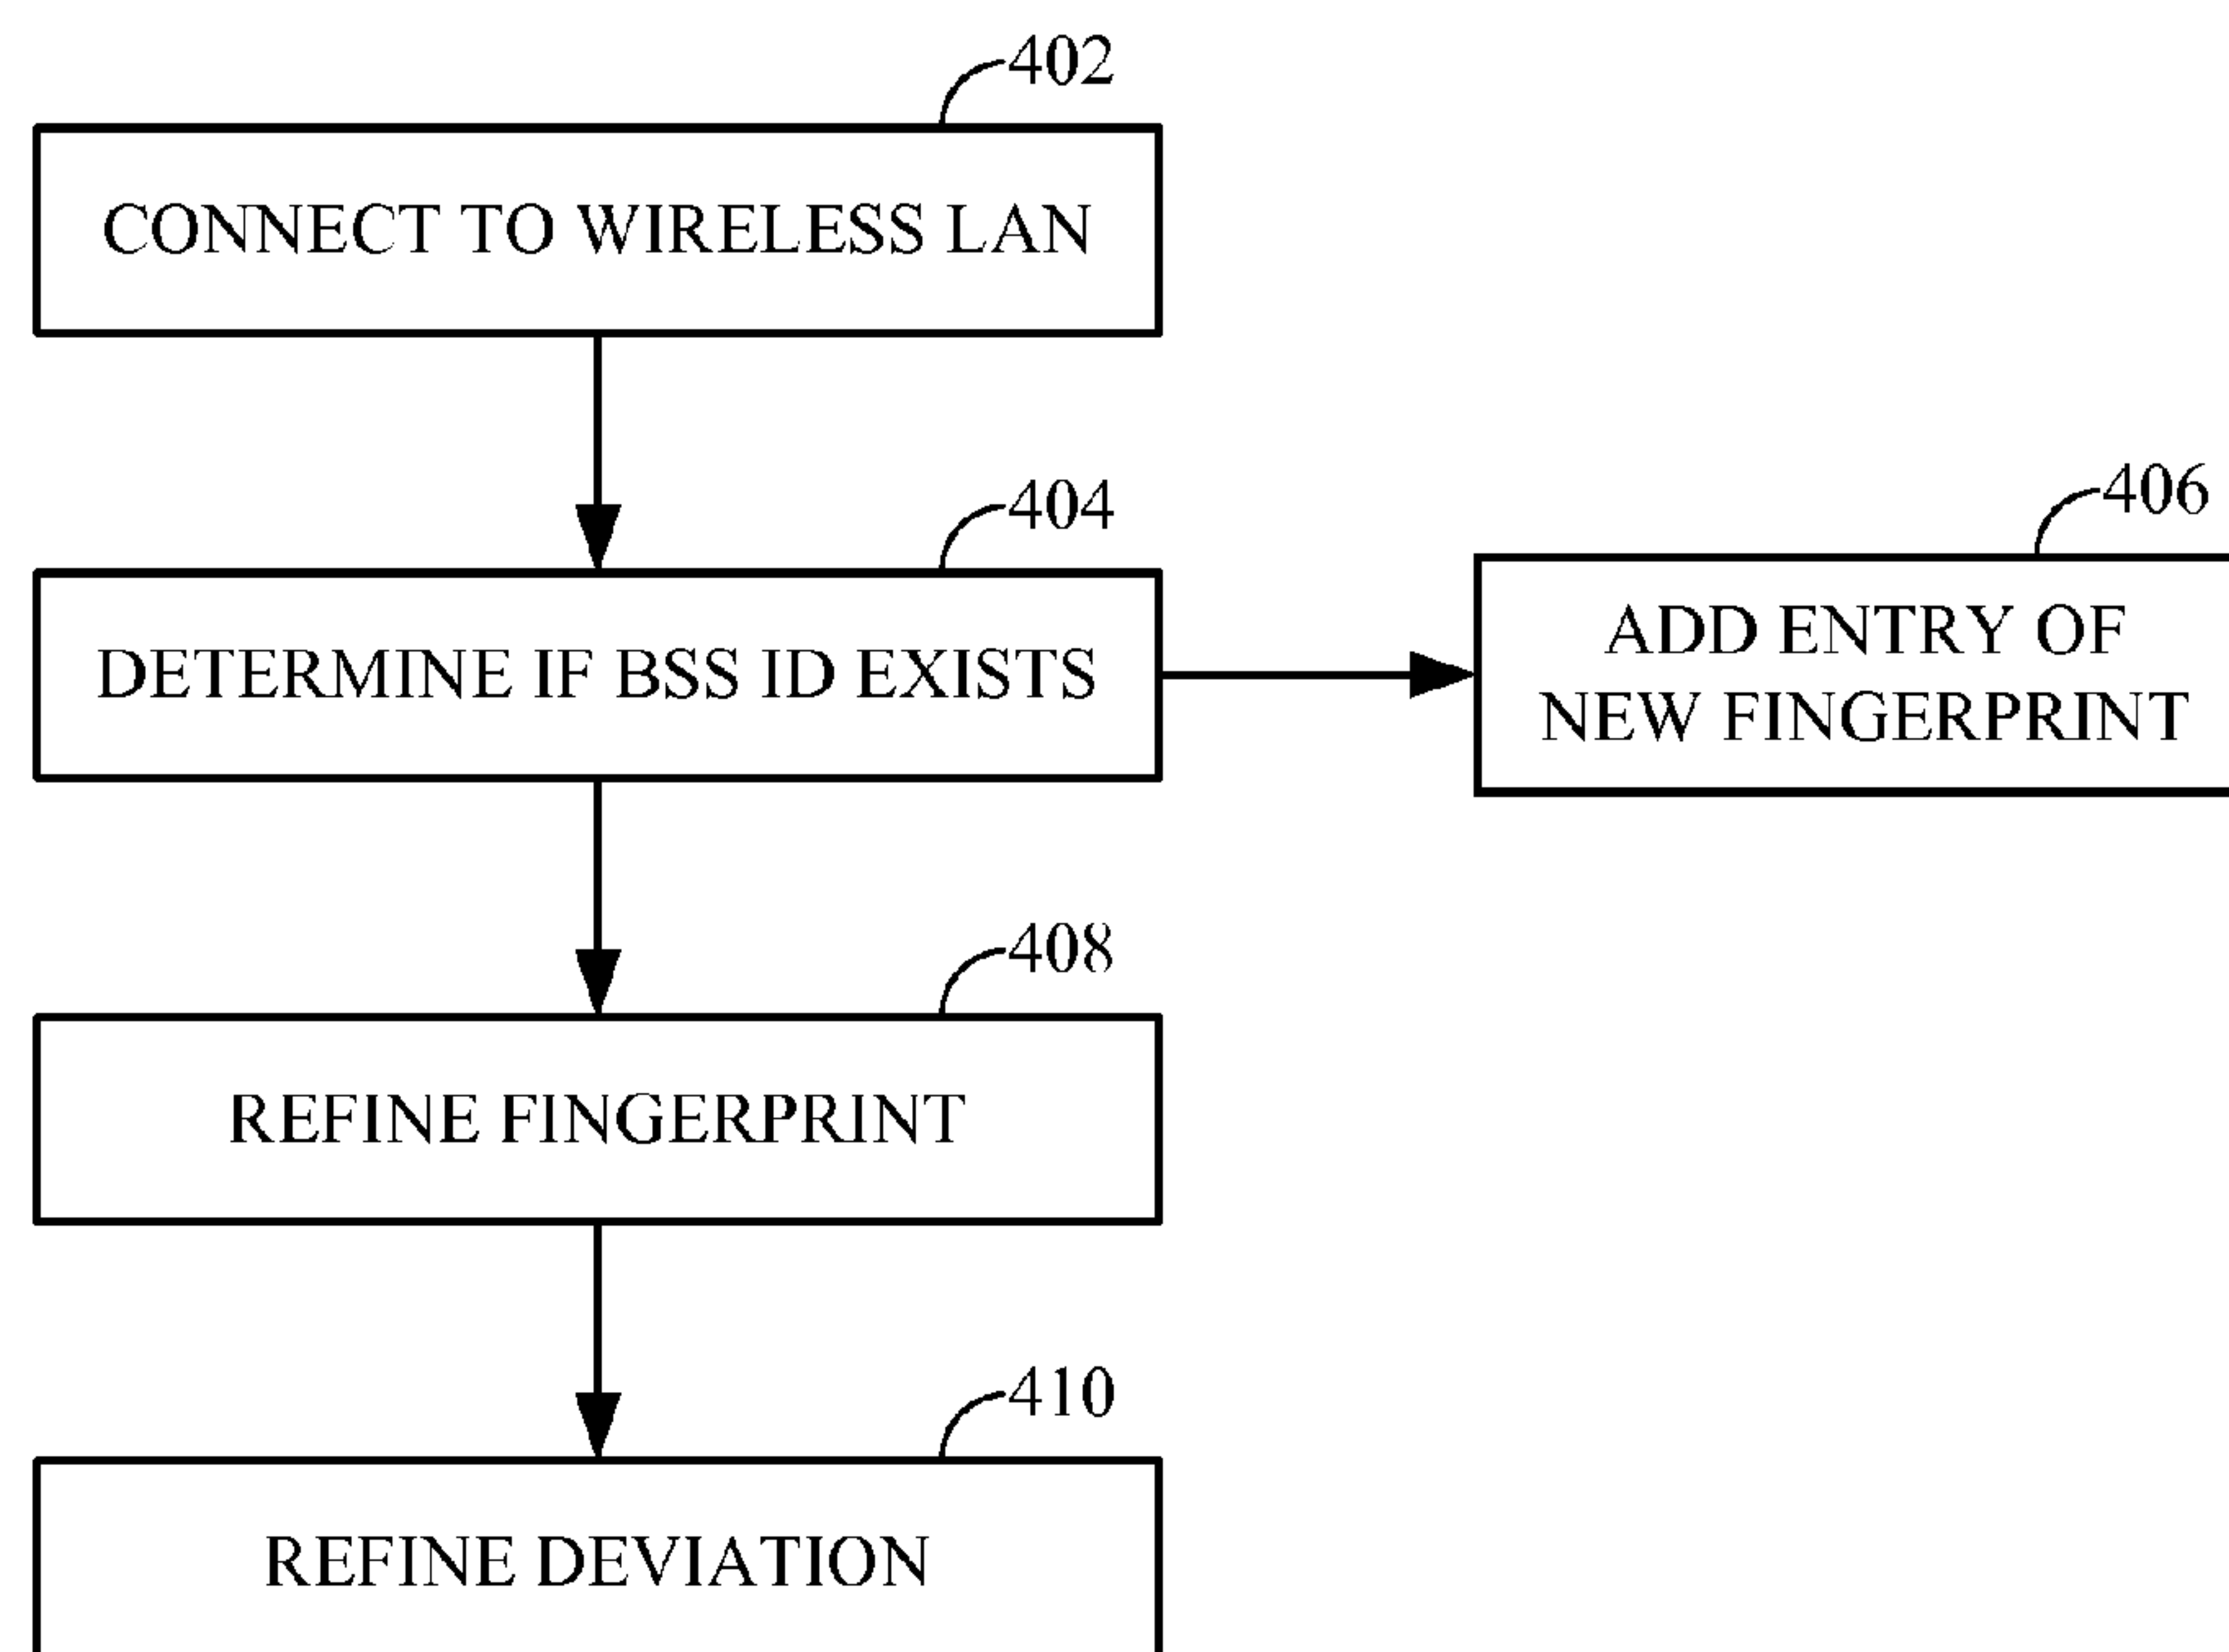 402
CONNECT TO WIRELESS LAN
404
DETERMINE IF BSS ID EXISTS
406
ADD ENTRY OF
NEW FINGERPRINT
408
REFINE FINGERPRINT
410
REFINE DEVIATION